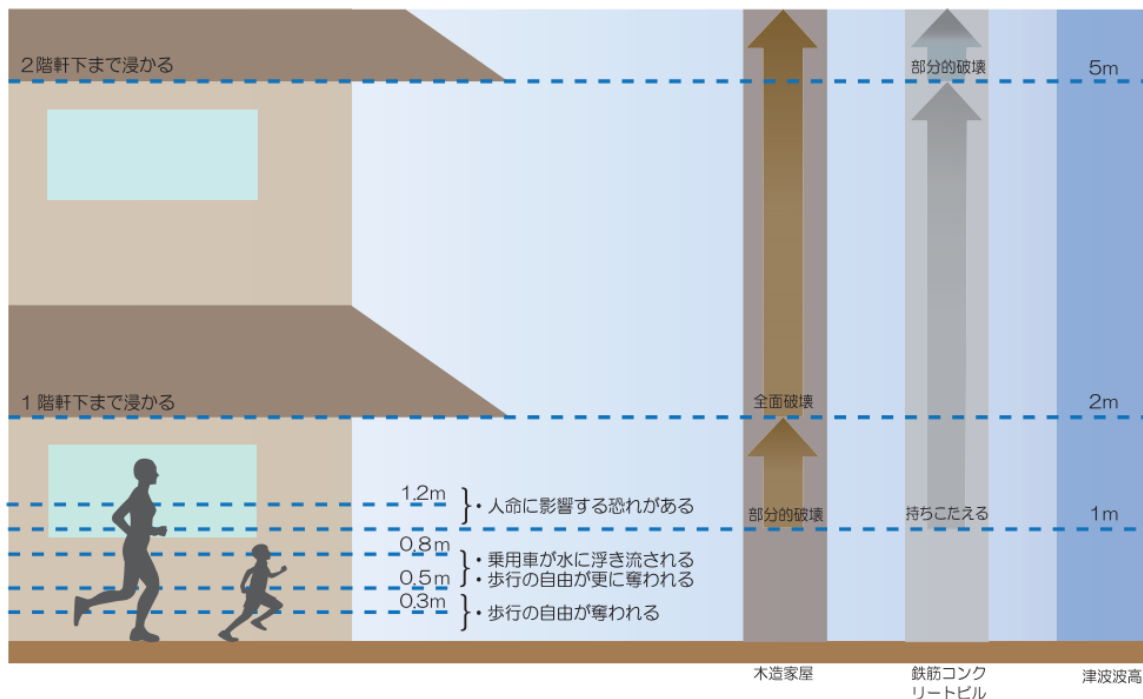 2階軒下まで浸かる
部分的破壊
5m
1階軒下まで浸かる
全面破壊
2m
1.2m
・人命に影響する恐れがある
部分的破壊
持ちこたえる
1m
0.8m
・乗用車が水に浮き流される
0.5m
・歩行の自由が更に奪われる
0.3m
・歩行の自由が奪われる
木造家屋
鉄筋コンク
リートビル
津波波高